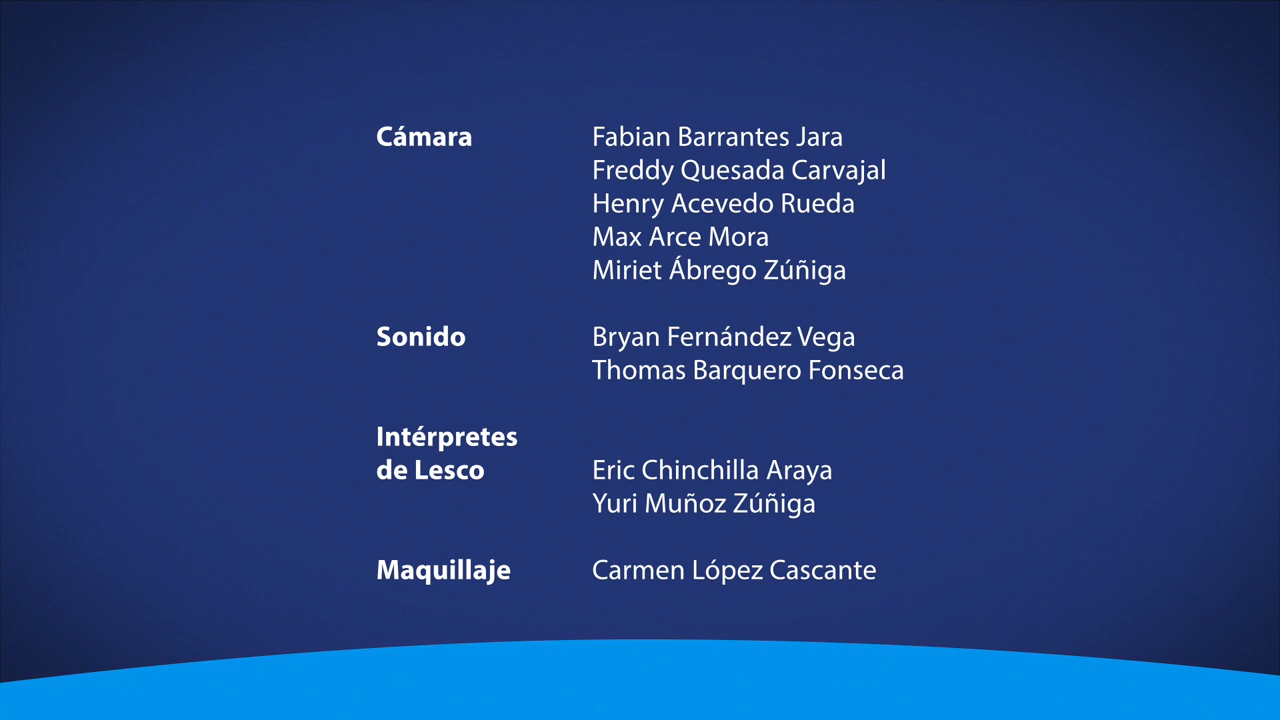 Cámara Fabian Barrantes Jara
Freddy Quesada Carvajal
Henry Acevedo Rueda
Max Arce Mora
Miriet Ábrego Zúñiga
Sonido Bryan Fernández Vega
Thomas Barquero Fonseca
Intérpretes
de Lesco Eric Chinchilla Araya
Yuri Muñoz Zúñiga
Maquillaje Carmen López Cascante